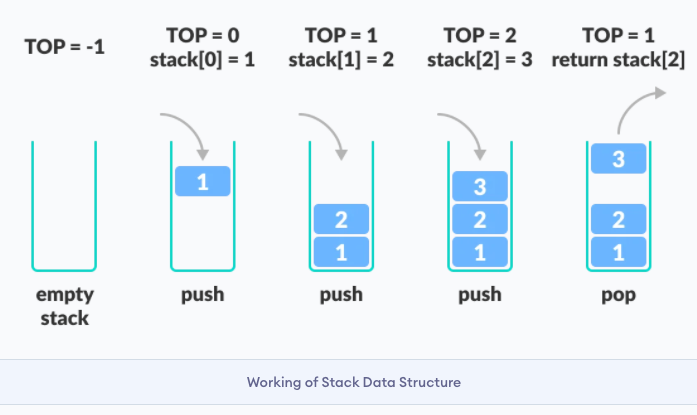 TOP = -1
TOP = 0
stack[0] = 1
TOP = 1
stack[1] = 2
TOP = 2
stack[2] = 3
TOP = 1
return stack[2]
1
2
1
3
2
1
3
2
1
empty
stack
push
push
push
pop
Working of Stack Data Structure